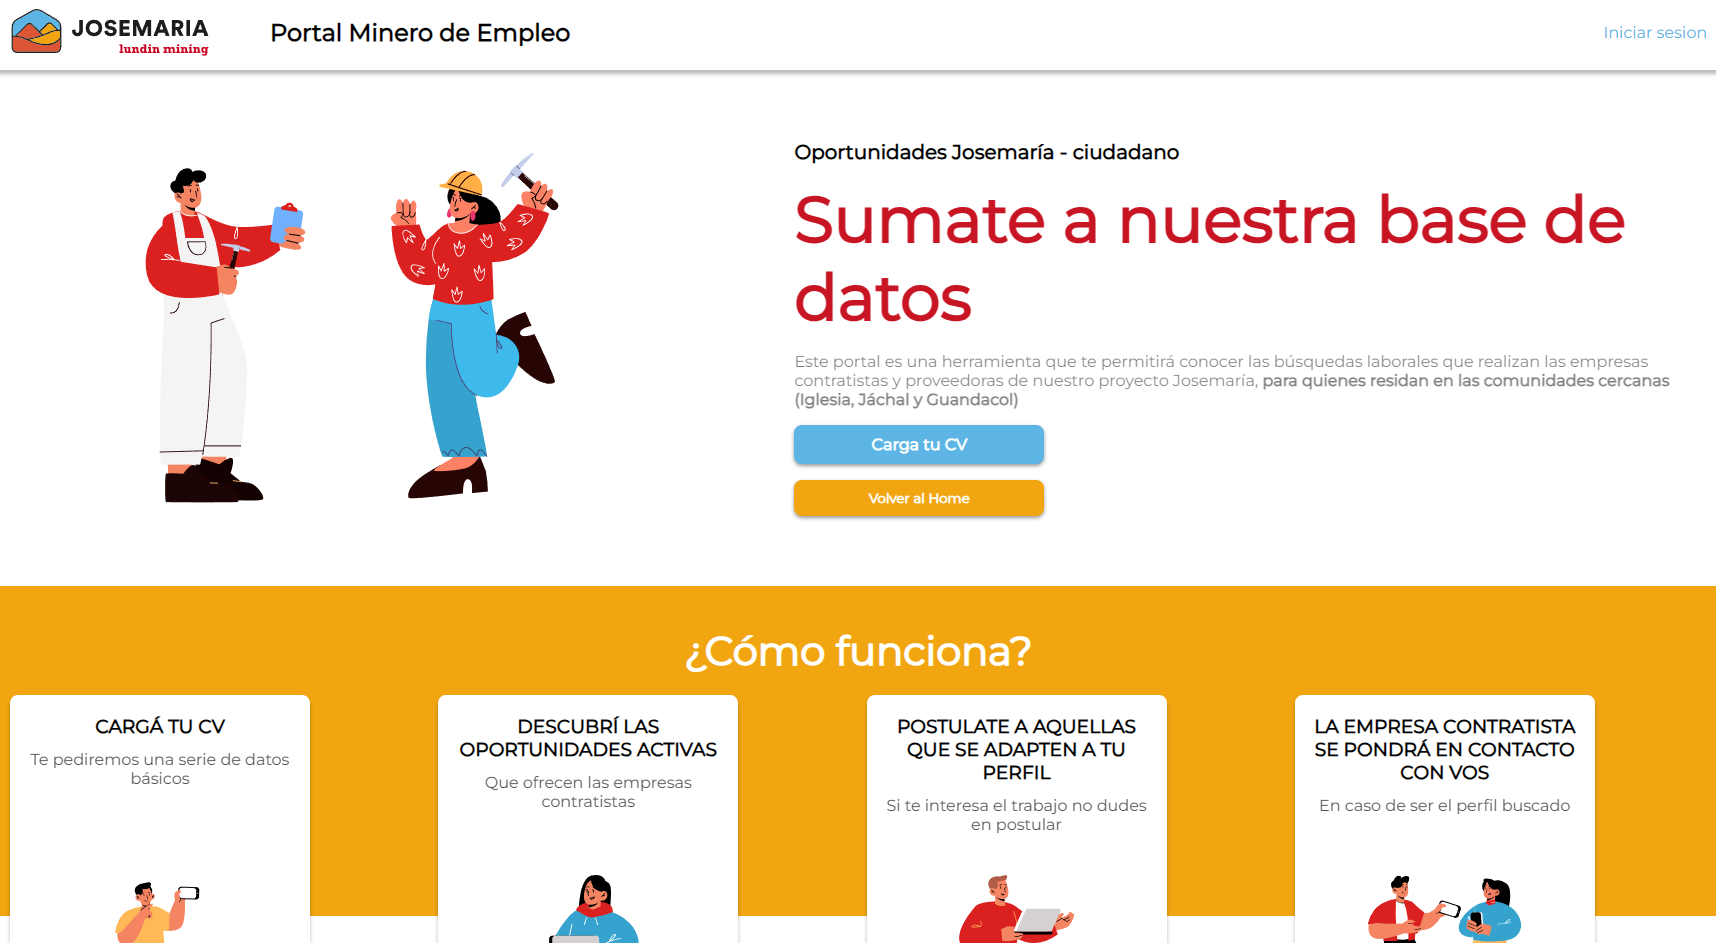 JOSEMARIA
lundin mining
Portal Minero de Empleo
Iniciar sesion
Oportunidades Josemaría - ciudadano
Sumate a nuestra base de
datos
Este portal es una herramienta que te permitirá conocer las búsquedas laborales que realizan las empresas
contratistas y proveedoras de nuestro proyecto Josemaría, para quienes residan en las comunidades cercanas
(Iglesia, Jáchal y Guandacol)
Carga tu CV
Volver al Home
¿Cómo funciona?
CARGÁ TU CV
Te pediremos una serie de datos
básicos
DESCUBRÍ LAS
OPORTUNIDADES ACTIVAS
Que ofrecen las empresas
contratistas
POSTULATE A AQUELLAS
QUE SE ADAPTEN A TU
PERFIL
Si te interesa el trabajo no dudes
en postular
LA EMPRESA CONTRATISTA
SE PONDRÁ EN CONTACTO
CON VOS
En caso de ser el perfil buscado